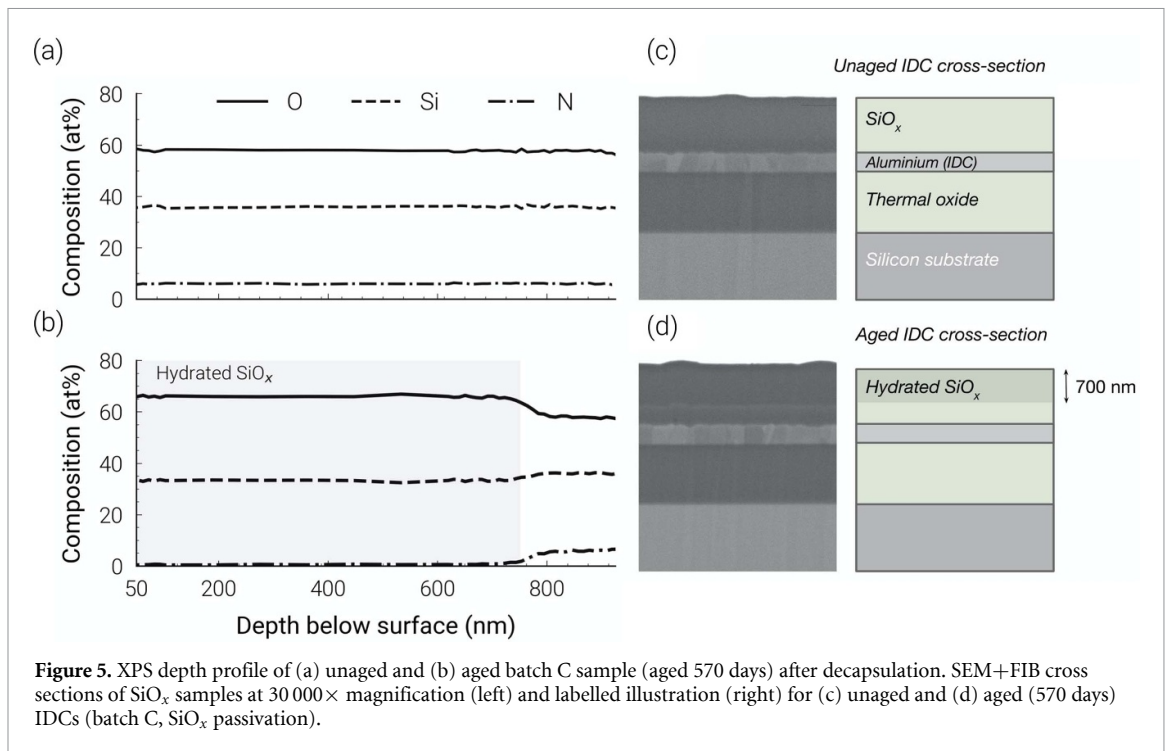 (a)
80
60
40
20
0
Composition (at%)
O
Si
N
(b)
80
60
40
20
0
Composition (at%)
Hydrated SiOₓ
50
200
400
600
800
Depth below surface (nm)
(c)
Unaged IDC cross-section
SiOₓ
Aluminium (IDC)
Thermal oxide
Silicon substrate
(d)
Aged IDC cross-section
Hydrated SiOₓ
700 nm
Figure 5. XPS depth profile of (a) unaged and (b) aged batch C sample (aged 570 days) after decapsulation. SEM+FIB cross
sections of SiOₓ samples at 30 000× magnification (left) and labelled illustration (right) for (c) unaged and (d) aged (570 days)
IDCs (batch C, SiOₓ passivation).